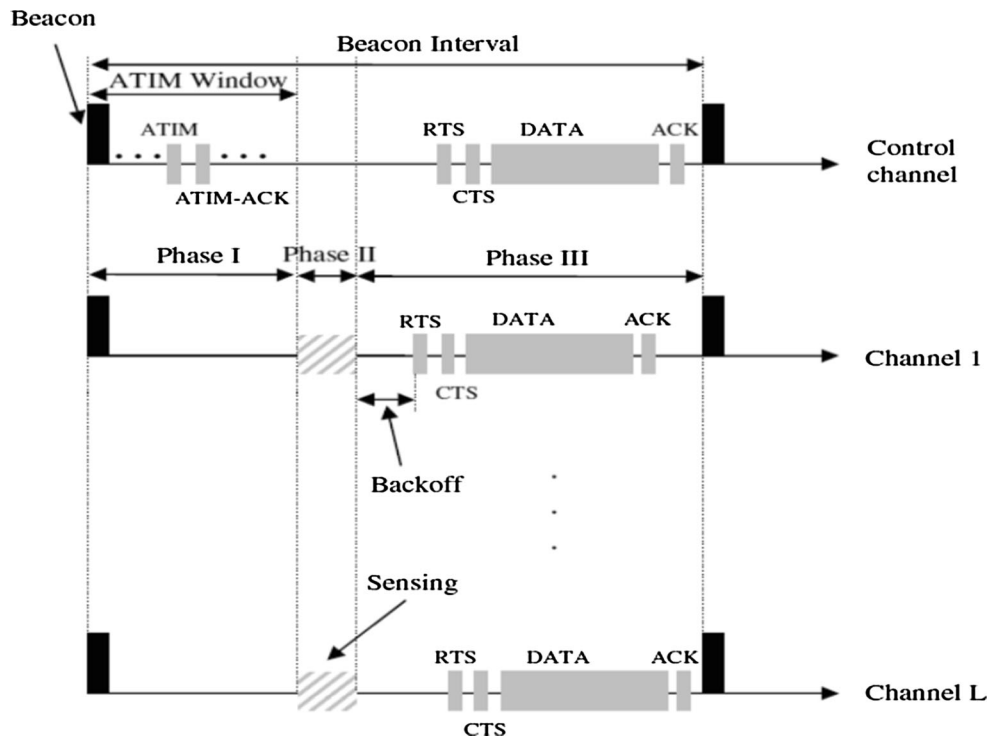 Beacon
Beacon Interval
ATIM Window
ATIM
RTS
DATA
ACK
Control
channel
CTS
ATIM-ACK
Phase I
Phase II
Phase III
RTS
DATA
ACK
Channel 1
CTS
Backoff
Sensing
RTS
DATA
ACK
Channel L
CTS